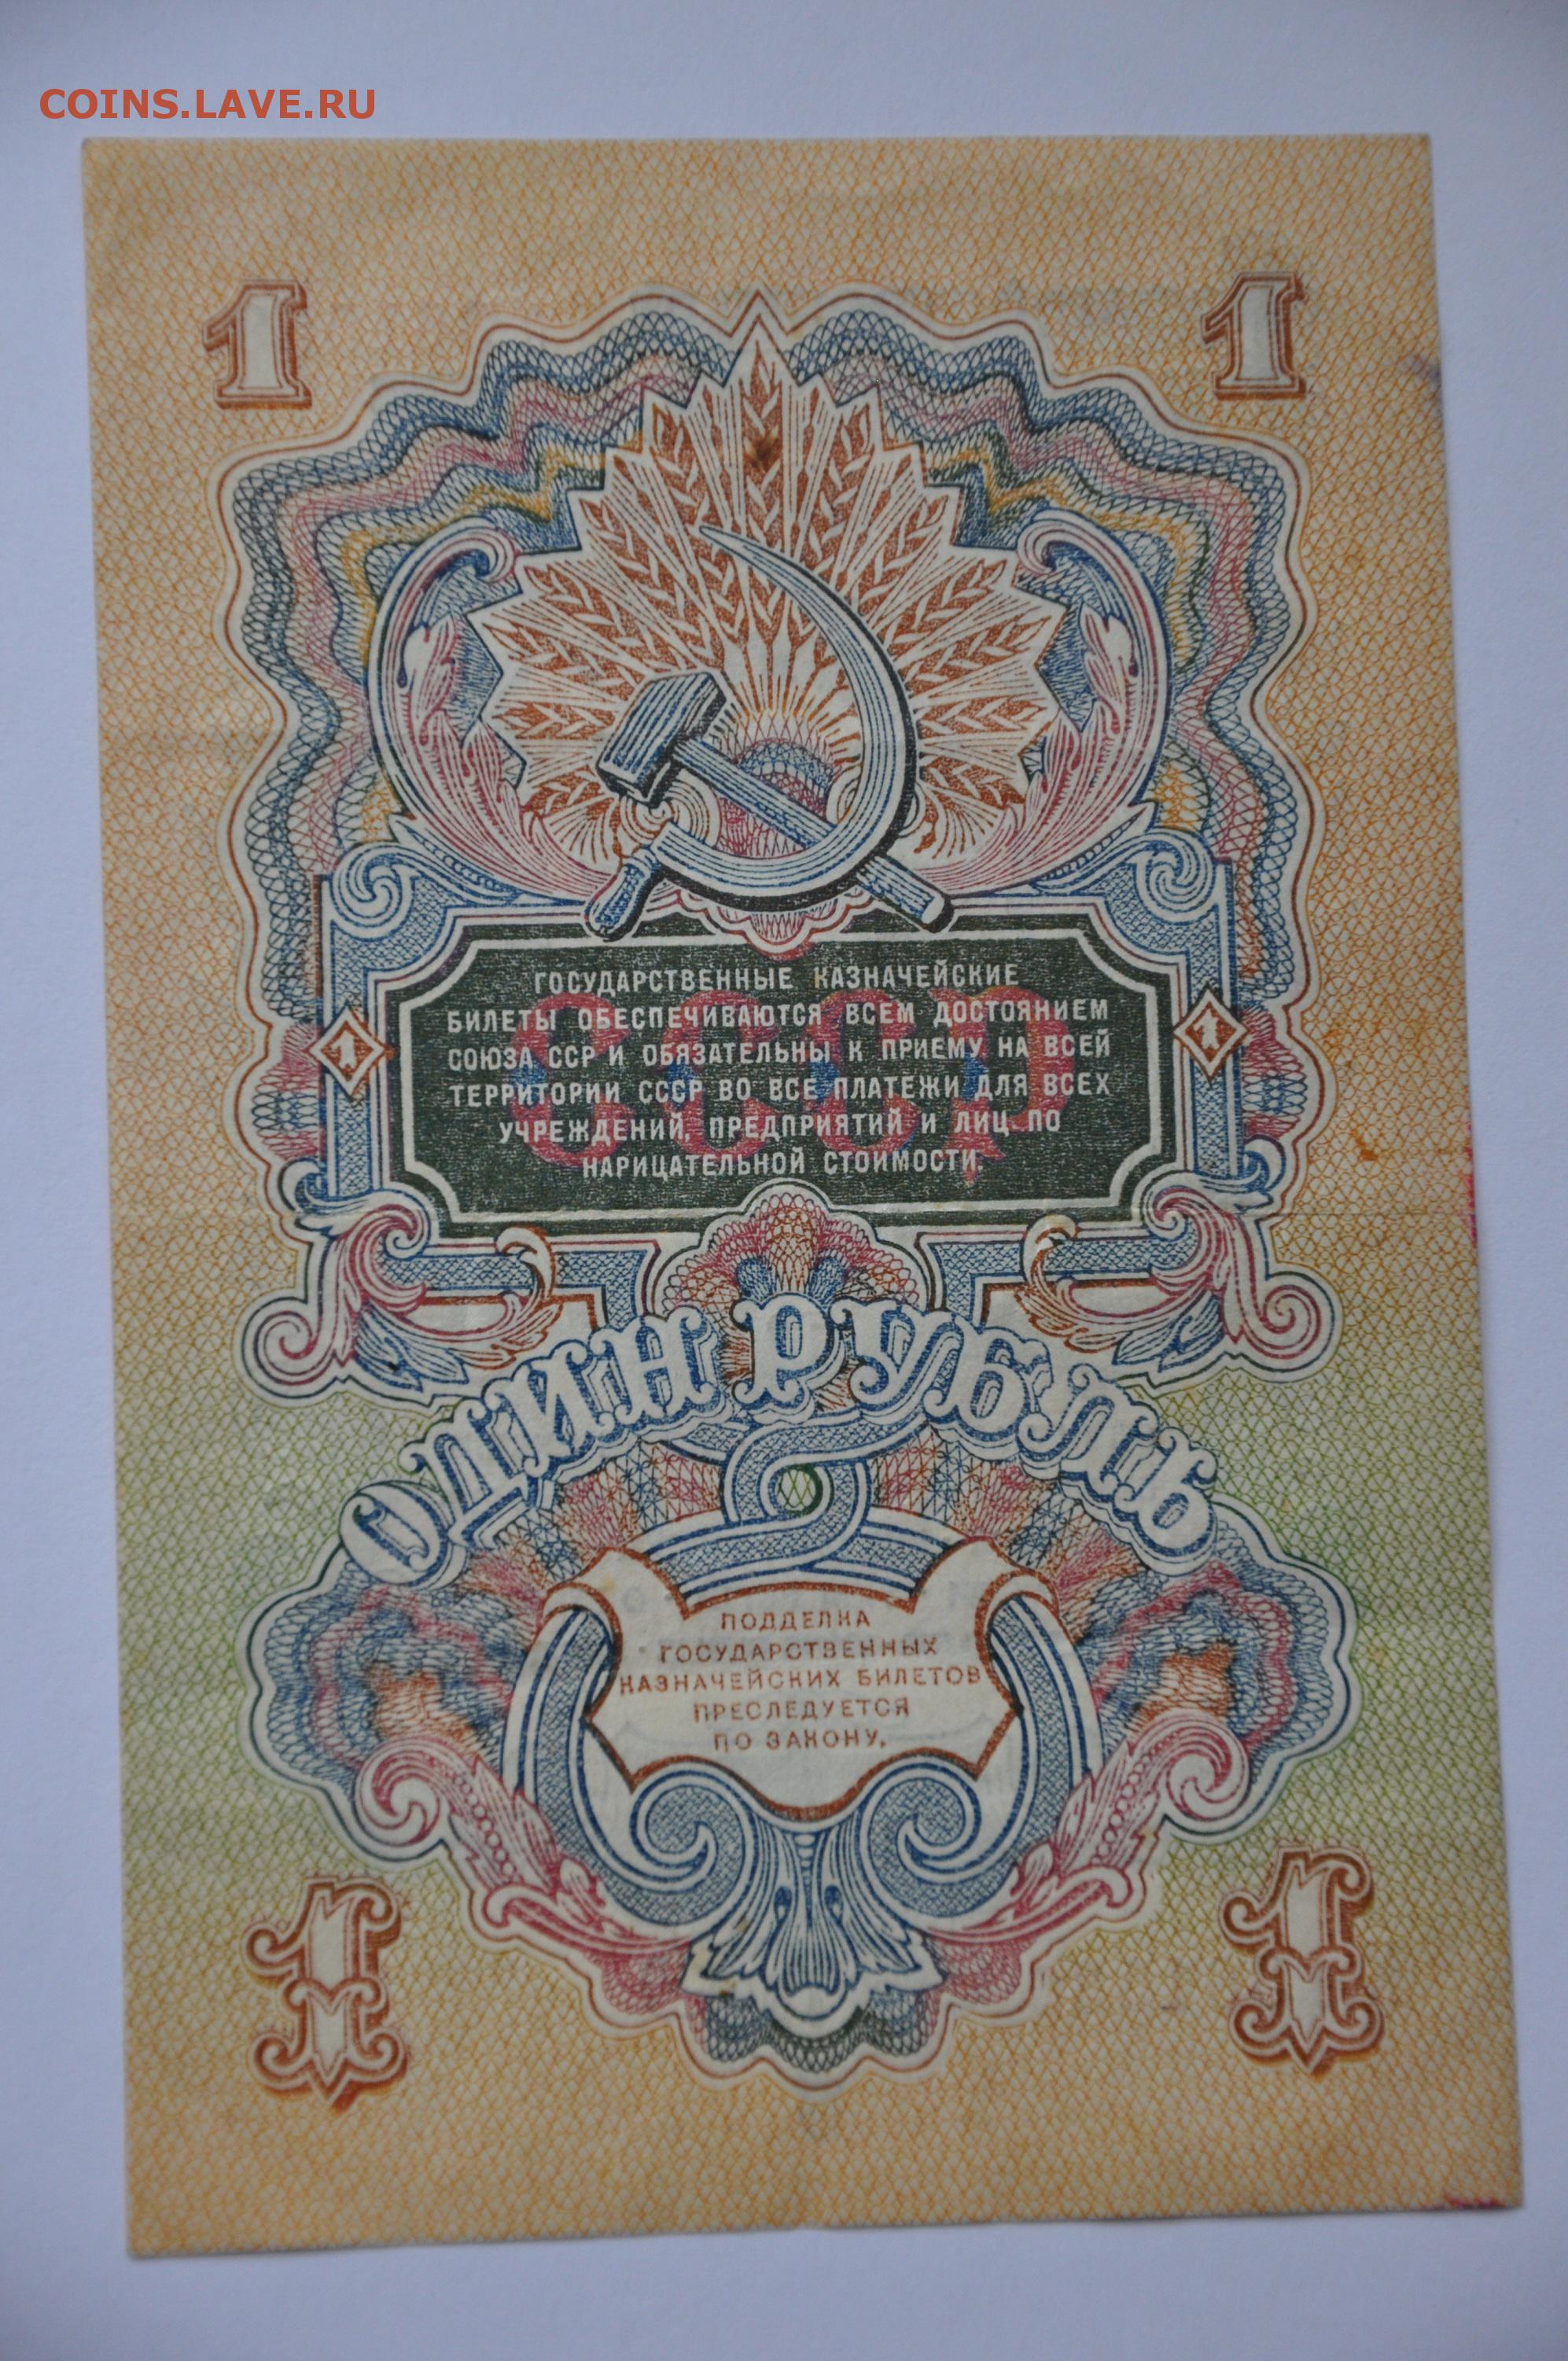 COINS.LAVE.RU
1 1
ГОСУДАРСТВЕННЫЕ КАЗНАЧЕЙСКИЕ
БИЛЕТЫ ОБЕСПЕЧИВАЮТСЯ ВСЕМ ДОСТОЯНИЕМ
СОЮЗА ССР И ОБЯЗАТЕЛЬНЫ К ПРИЕМУ НА ВСЕЙ
ТЕРРИТОРИИ СССР ВО ВСЕ ПЛАТЕЖИ ДЛЯ ВСЕХ
УЧРЕЖДЕНИЙ, ПРЕДПРИЯТИЙ И ЛИЦ ПО
НАРИЦАТЕЛЬНОЙ СТОИМОСТИ.
СССР
1 1
ОДИН РУБЛЬ
ПОДДЕЛКА
ГОСУДАРСТВЕННЫХ
КАЗНАЧЕЙСКИХ БИЛЕТОВ
ПРЕСЛЕДУЕТСЯ
ПО ЗАКОНУ.
1 1